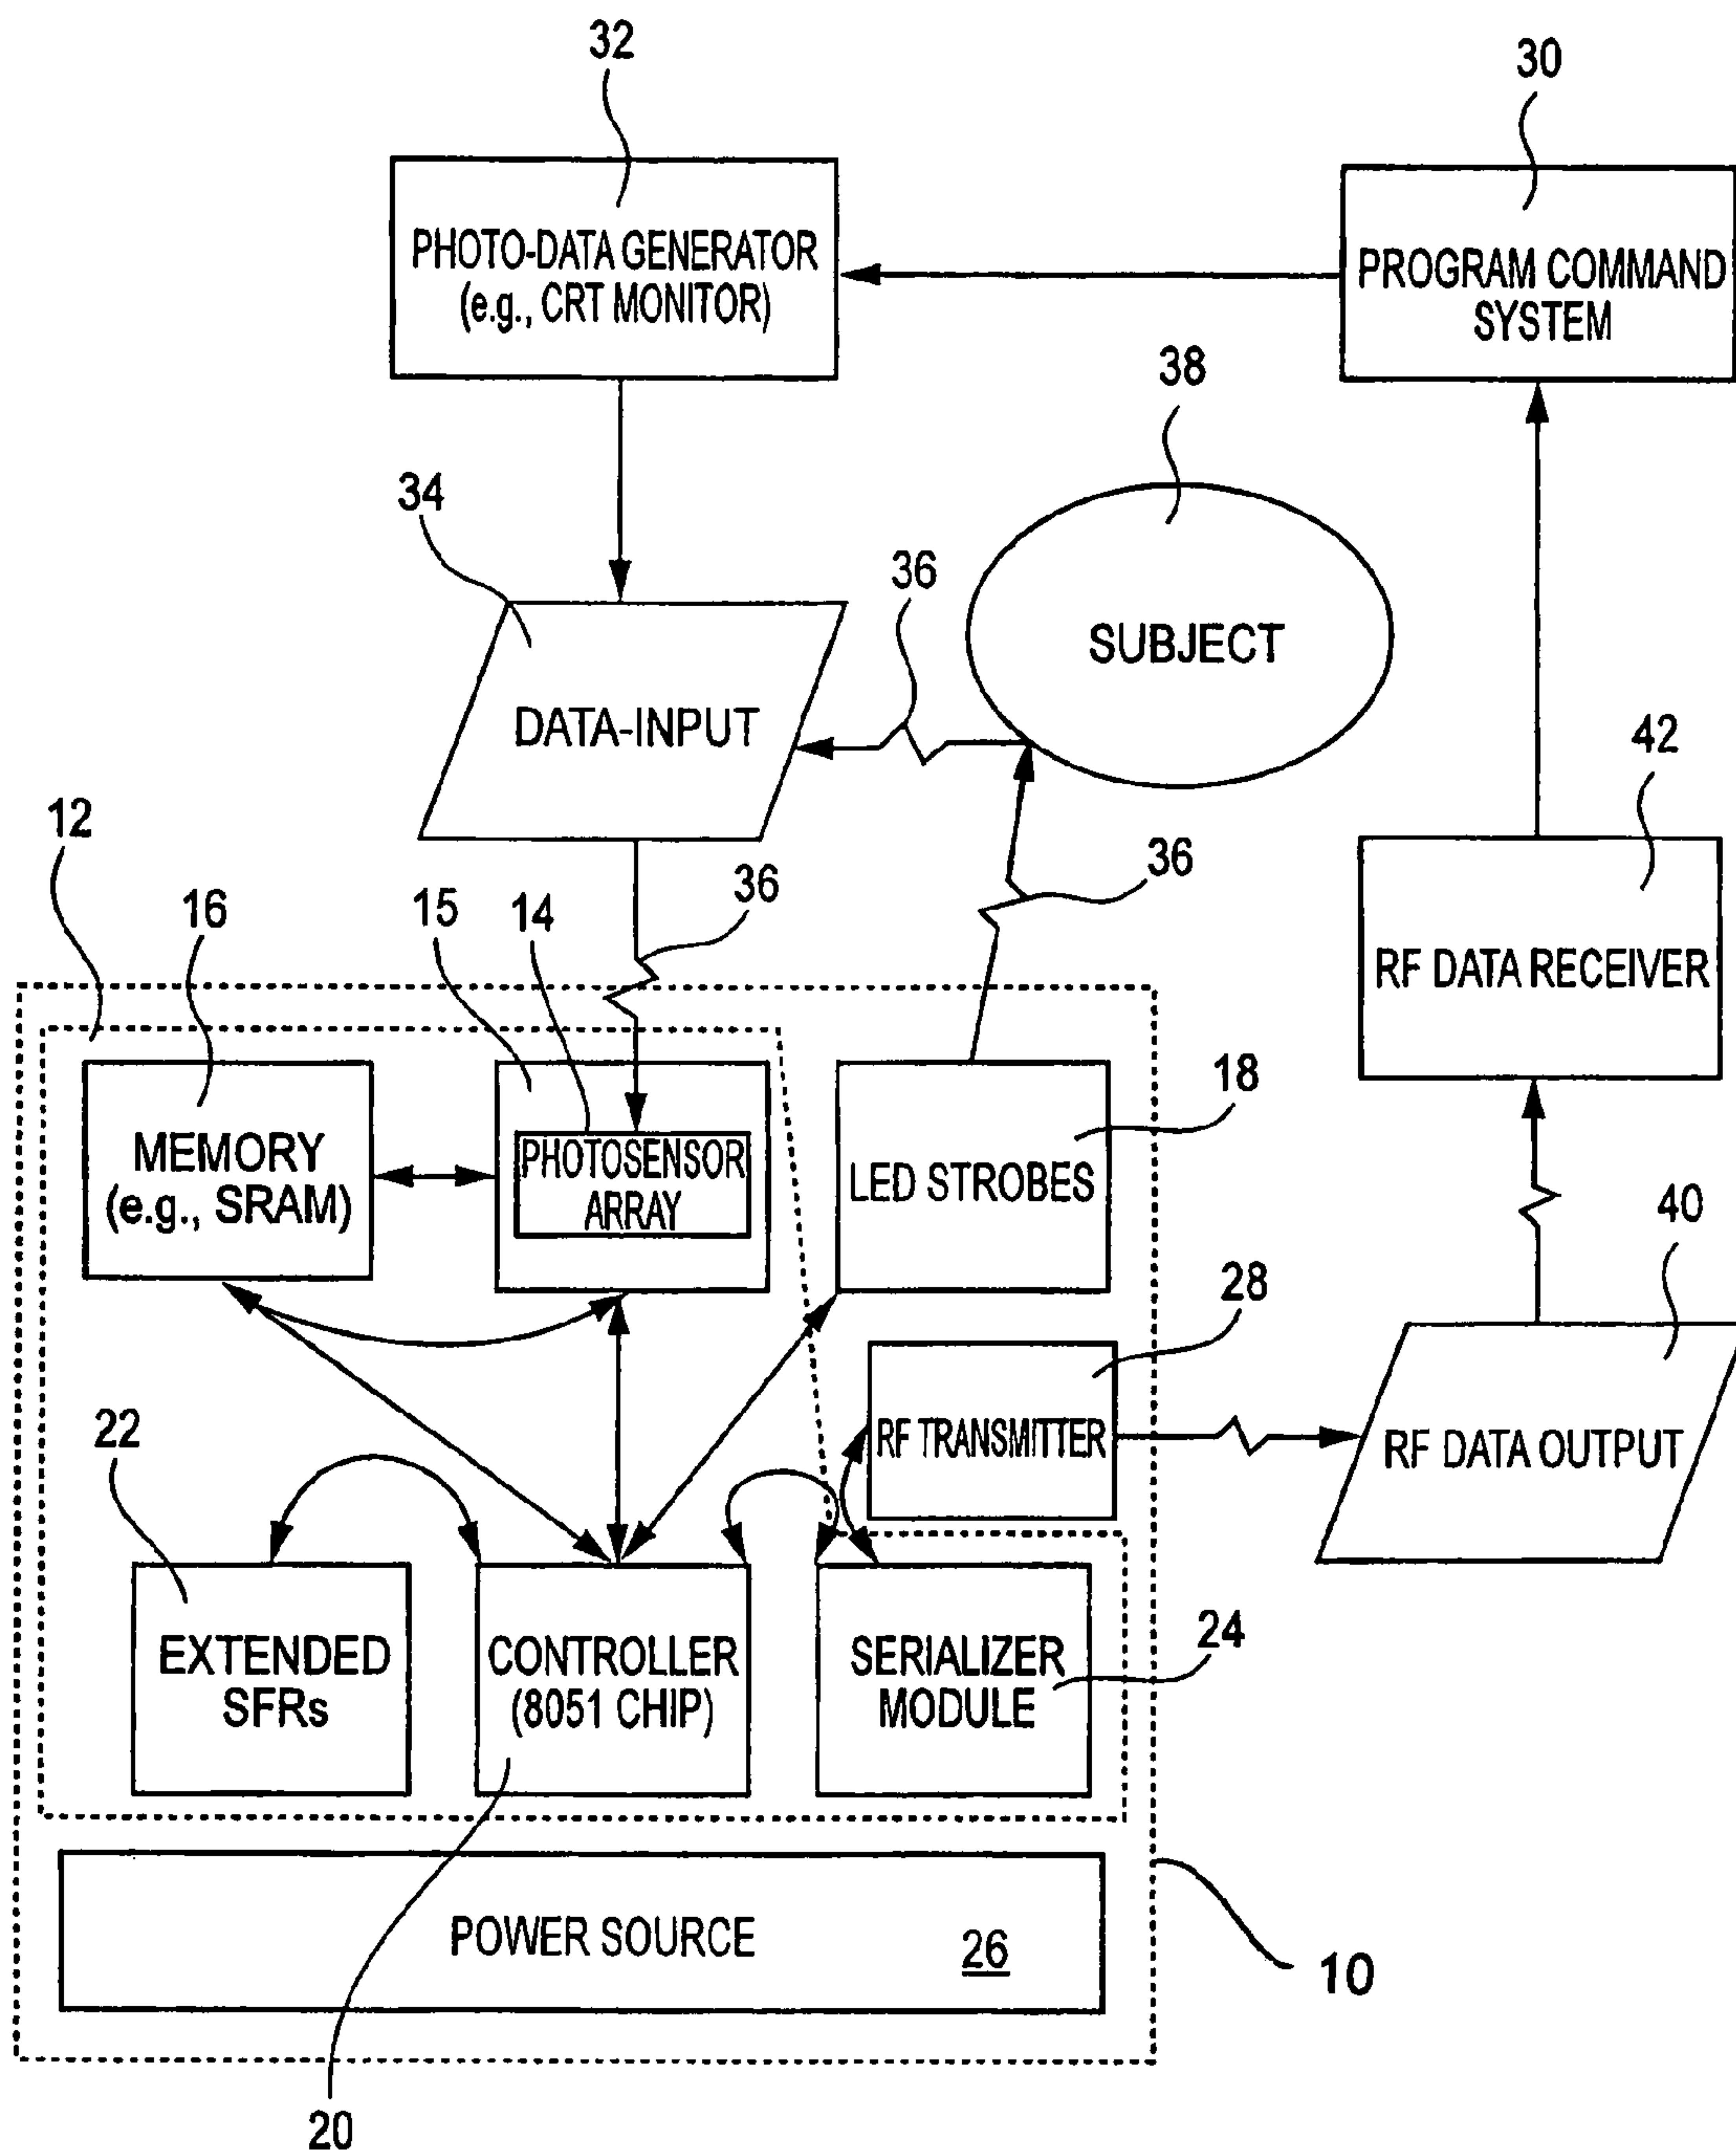 32
30
PHOTO-DATA GENERATOR
(e.g., CRT MONITOR)
PROGRAM COMMAND
SYSTEM
38
34
36
SUBJECT
DATA-INPUT
42
12
36
36
16
15
14
RF DATA RECEIVER
18
MEMORY
(e.g., SRAM)
PHOTOSENSOR
ARRAY
LED STROBES
40
28
22
RF TRANSMITTER
RF DATA OUTPUT
24
EXTENDED
SFRs
CONTROLLER
(8051 CHIP)
SERIALIZER
MODULE
POWER SOURCE
26
10
20